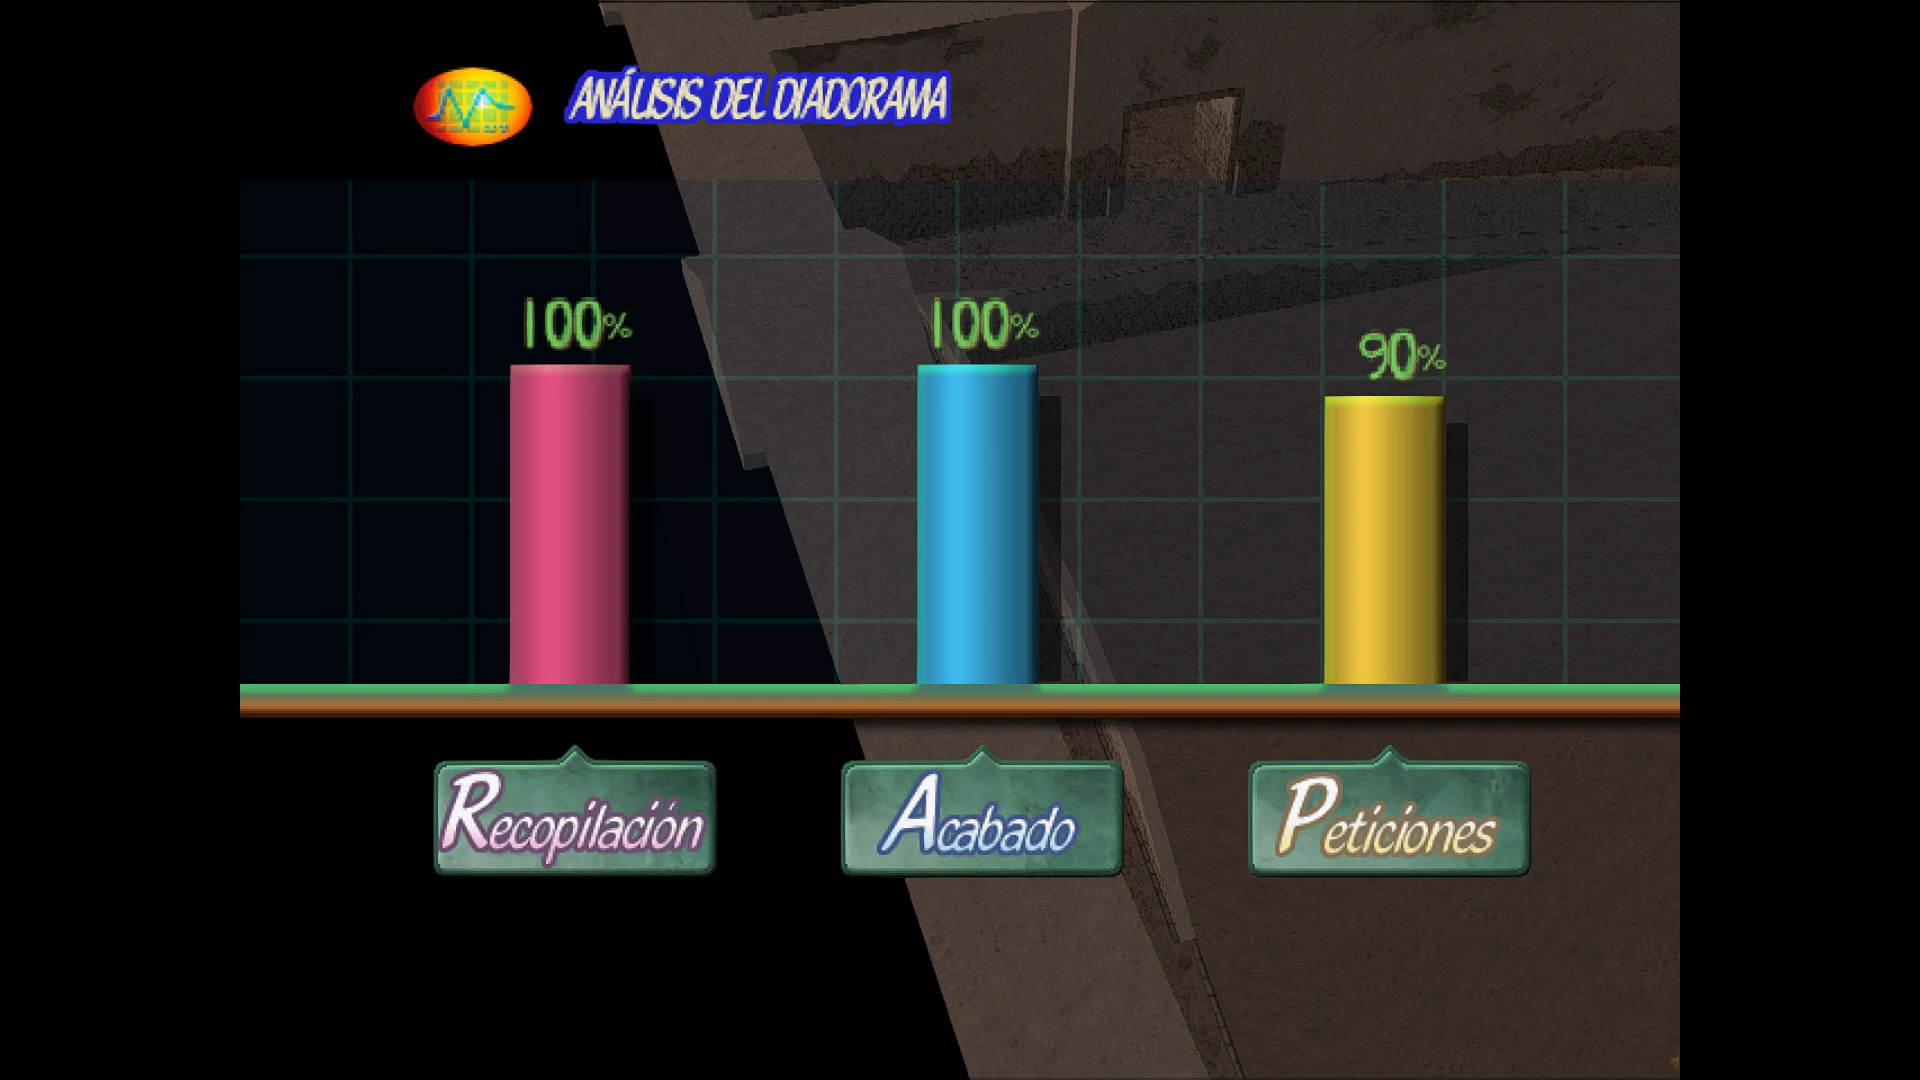 ANÁLISIS DEL DIADORAMA
100%
100%
90%
Recopilación
Acabado
Peticiones